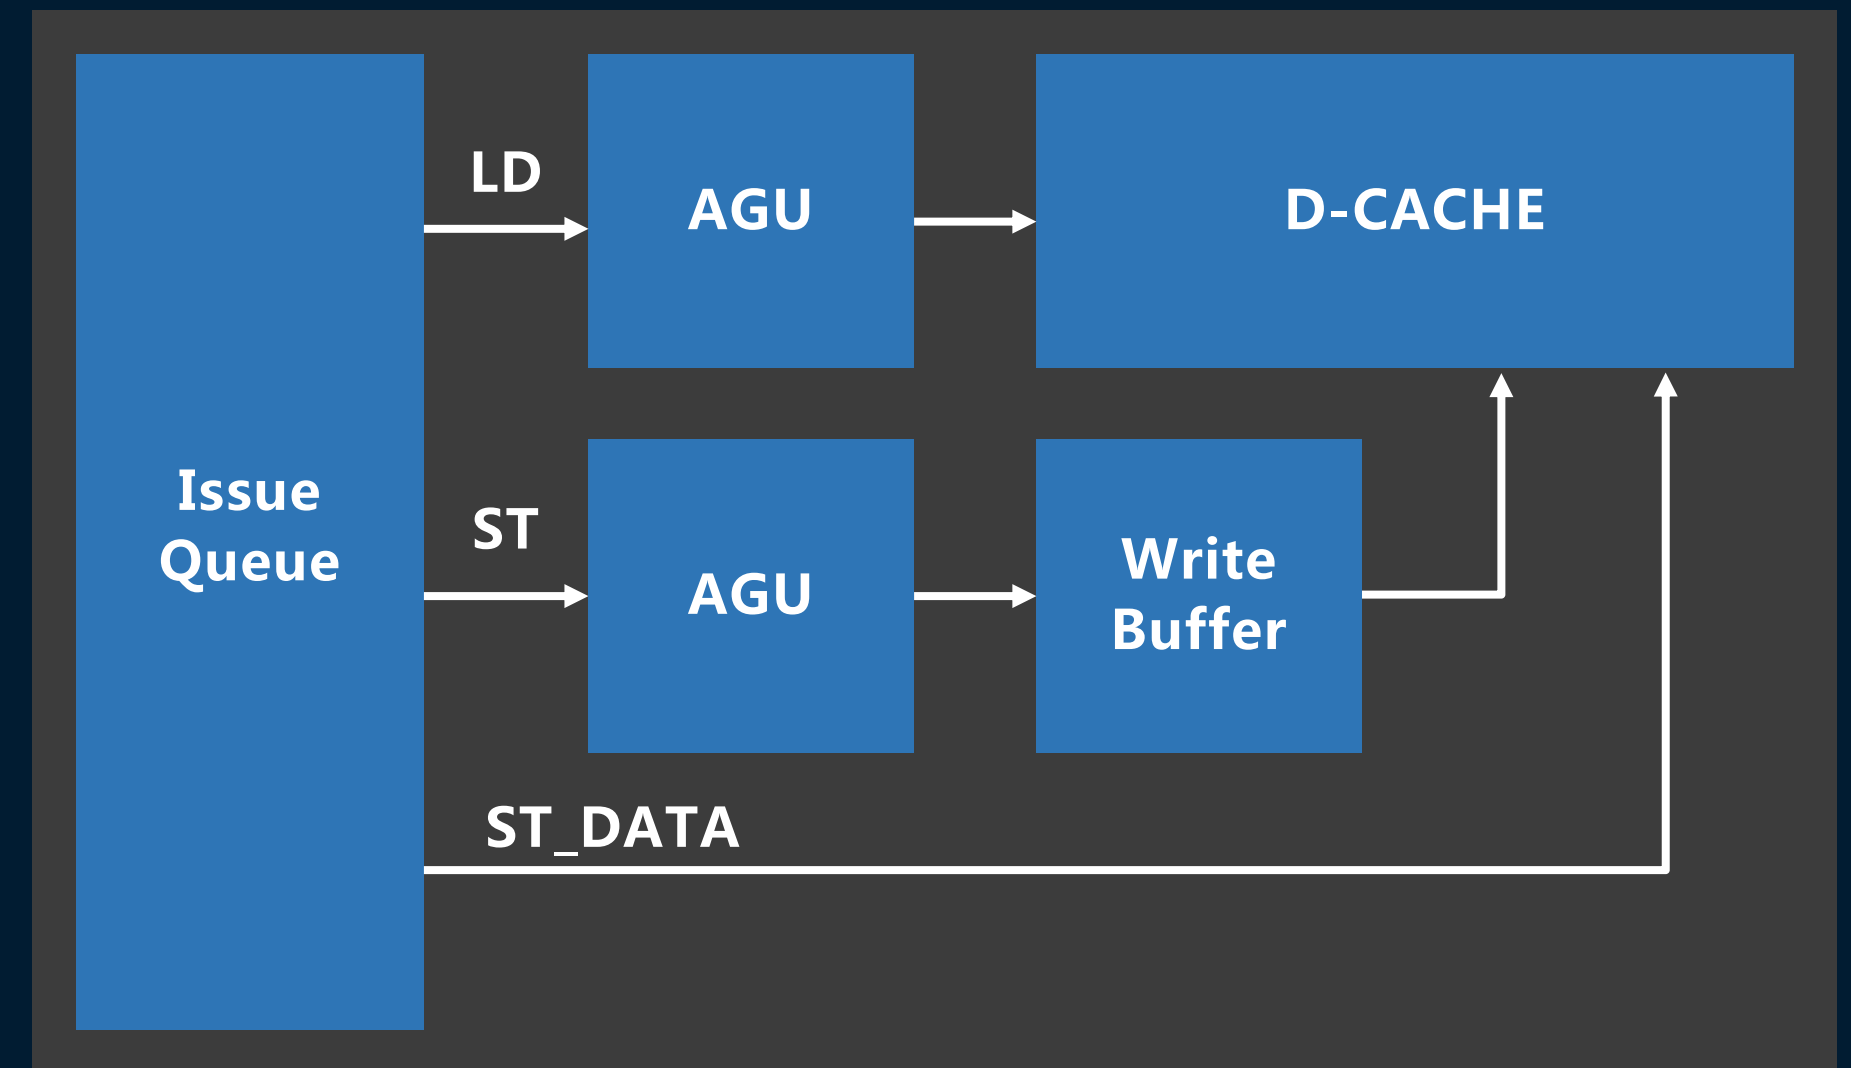 LD
AGU
D-CACHE
Issue
Queue
ST
AGU
Write
Buffer
ST_DATA